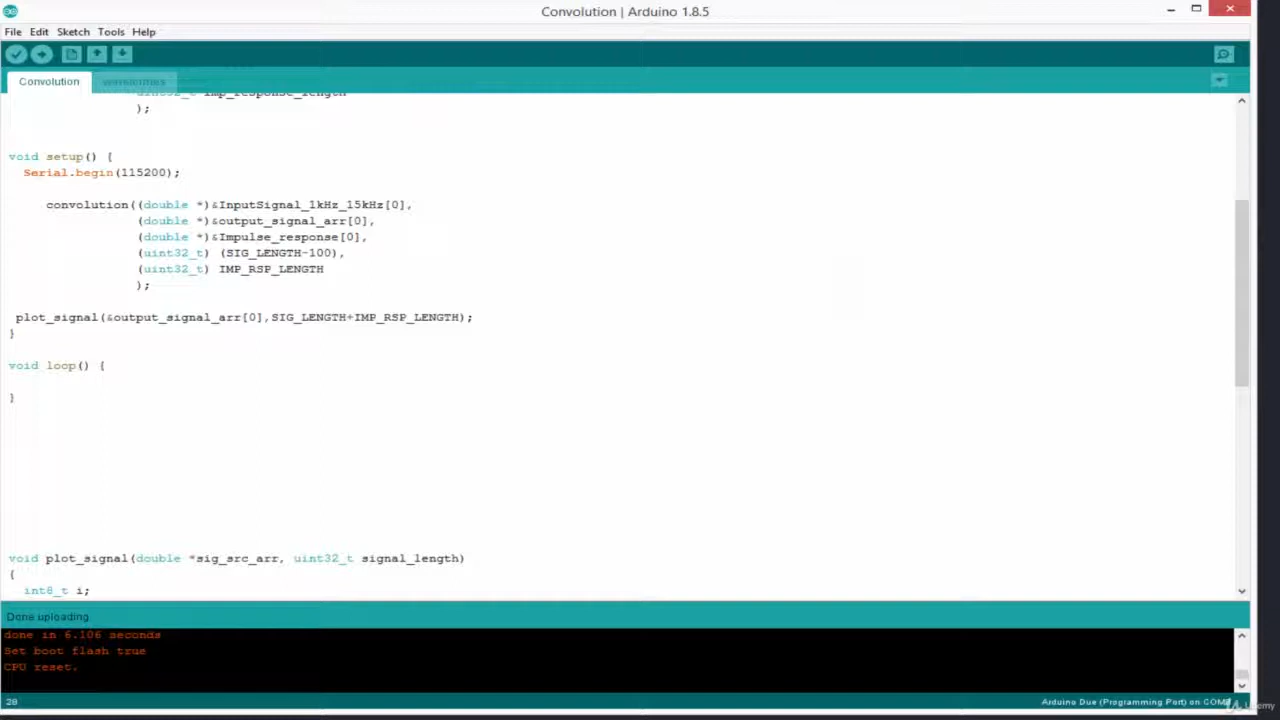 Convolution | Arduino 1.8.5
File Edit Sketch Tools Help
Convolution
uint32_t imp_response_length
);
void setup() {
Serial.begin(115200);
convolution((double *)&InputSignal_1kHz_15kHz[0],
(double *)&output_signal_arr[0],
(double *)&Impulse_response[0],
(uint32_t) (SIG_LENGTH-100),
(uint32_t) IMP_RSP_LENGTH
);
plot_signal(&output_signal_arr[0],SIG_LENGTH+IMP_RSP_LENGTH);
}
void loop() {
}
void plot_signal(double *sig_src_arr, uint32_t signal_length)
{
int8_t i;
Done uploading.
done in 6.106 seconds
Set boot flash true
CPU reset.
28
Arduino Due (Programming Port) on
Udemy